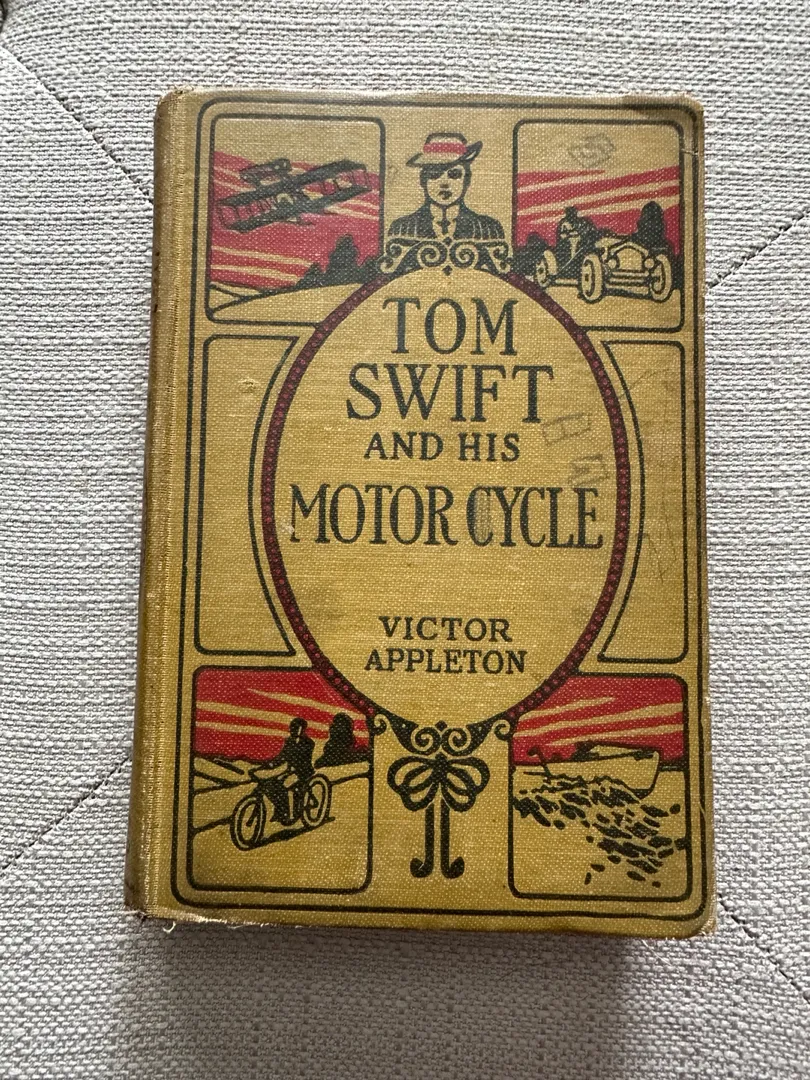 TOM
SWIFT
AND HIS
MOTOR CYCLE
VICTOR
APPLETON